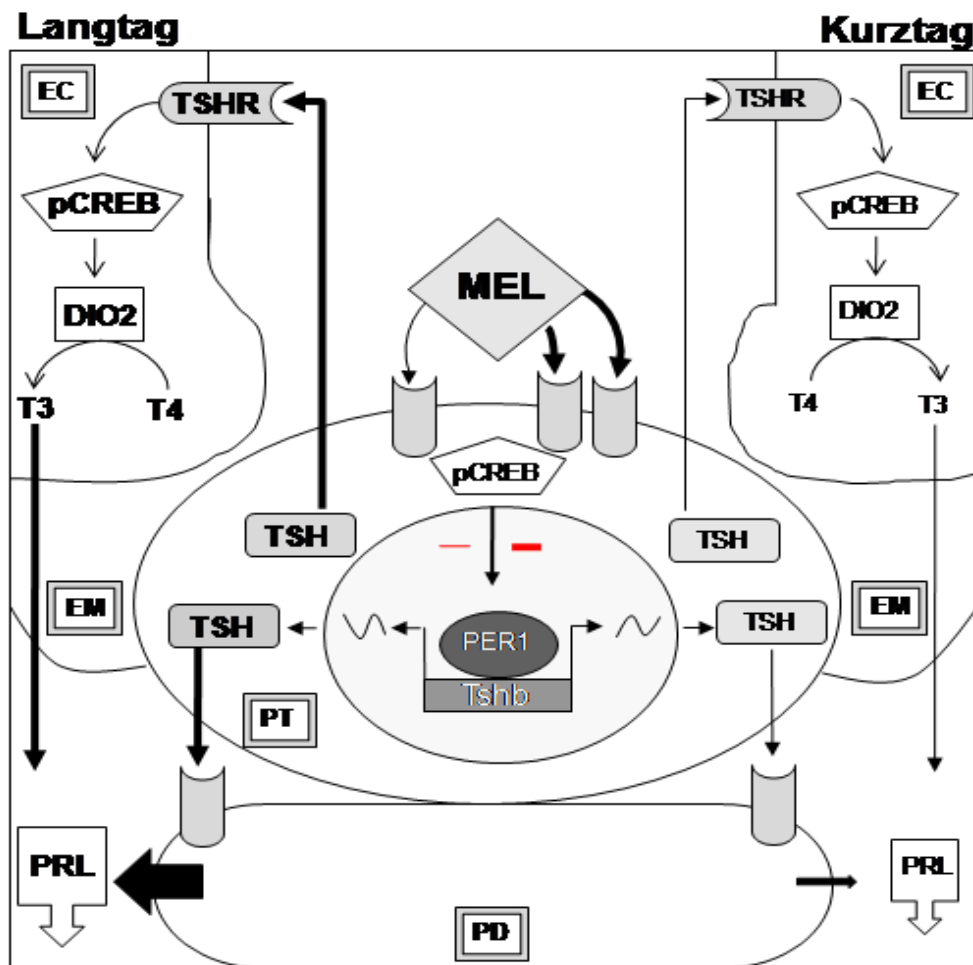 Langtag
Kurztag
EC
TSHR
TSHR
EC
pCREB
pCREB
MEL
DIO2
DIO2
T3
T4
T4
T3
pCREB
TSH
TSH
EM
TSH
PER1
TSH
EM
Tshb
PT
PRL
PRL
PD